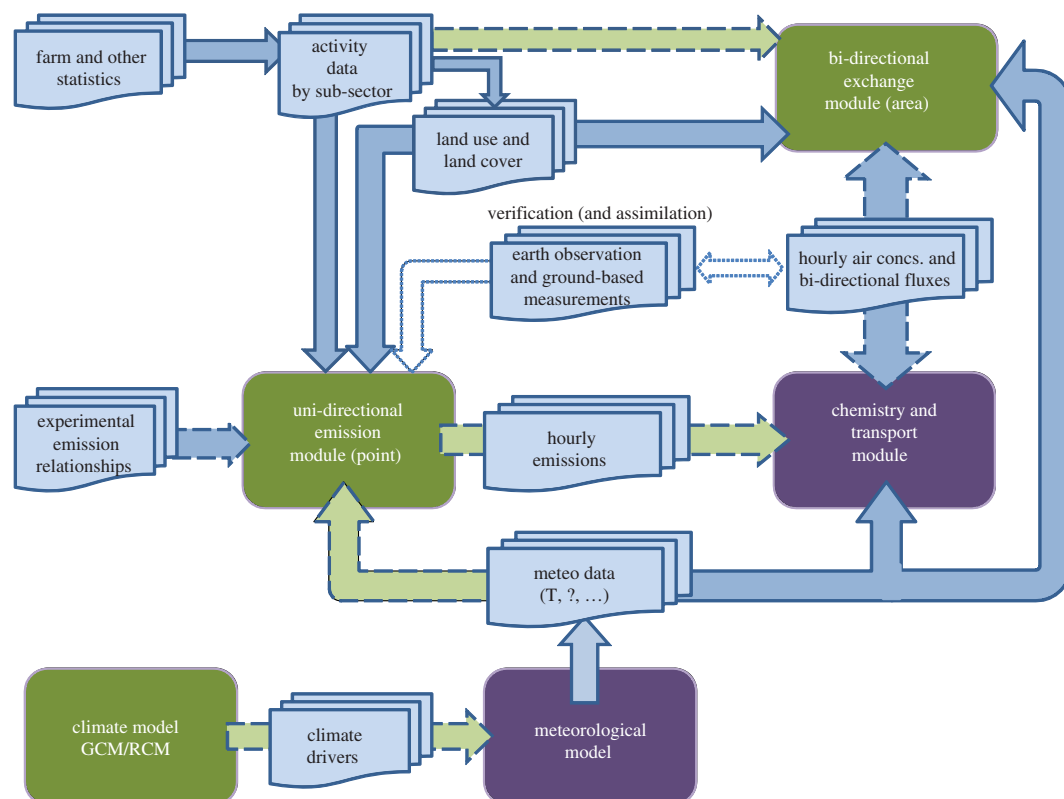 farm and other
statistics
activity
data
by sub-sector
bi-directional
exchange
module (area)
land use and
land cover
verification (and assimilation)
earth observation
and ground-based
measurements
hourly air concs. and
bi-directional fluxes
experimental
emission
relationships
uni-directional
emission
module (point)
hourly
emissions
chemistry and
transport
module
meteo data
(T, ?, …)
climate model
GCM/RCM
climate
drivers
meteorological
model